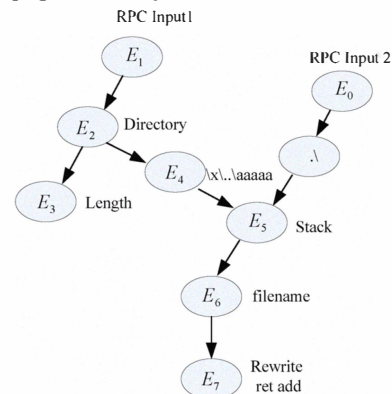 RPC Input1
RPC Input 2
E1
E0
E2 Directory
.\
E4 \x\..\aaaaa
E3 Length
E5 Stack
E6 filename
E7 Rewrite
ret add